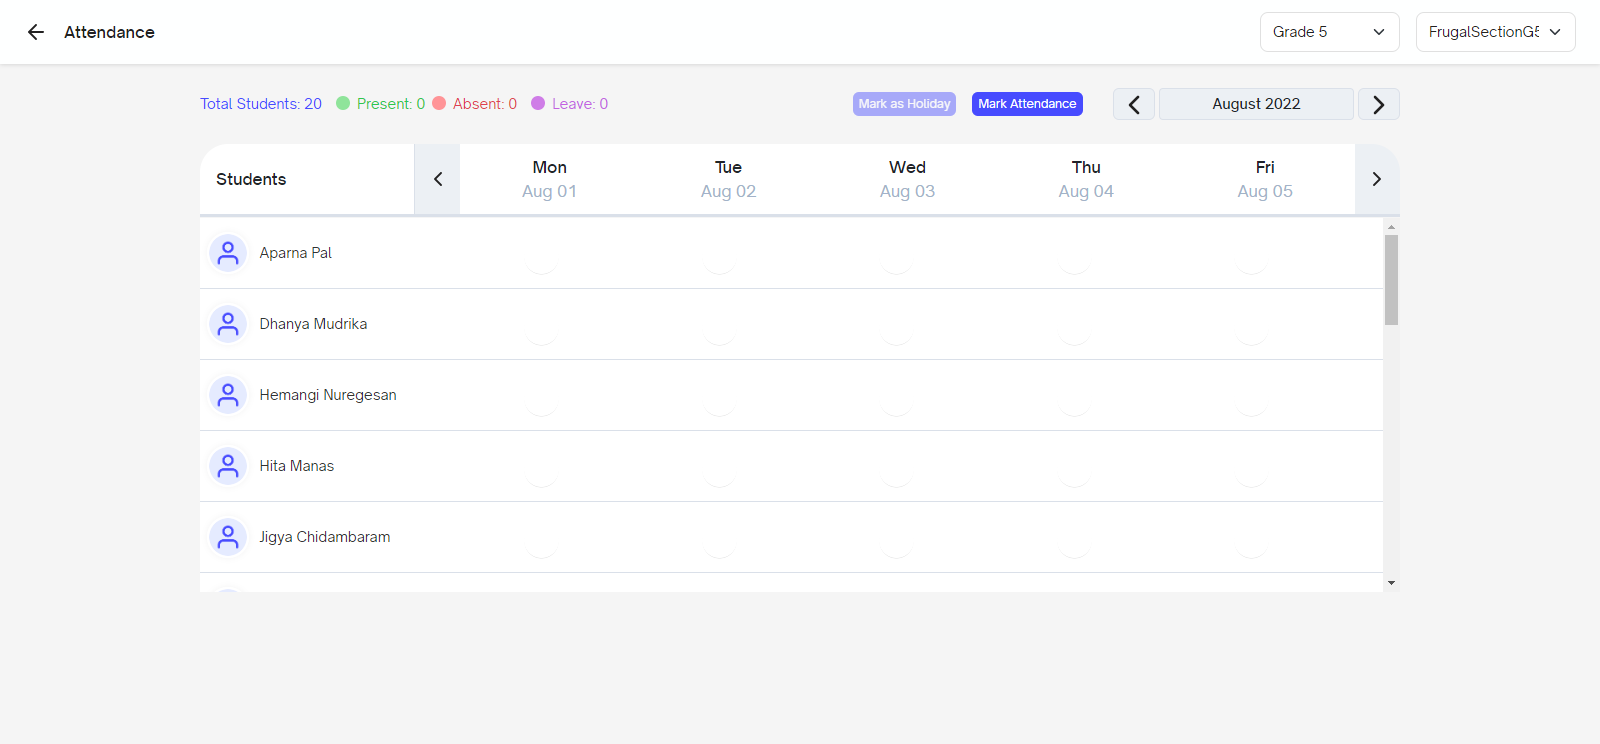 Attendance
Grade 5
FrugalSectionG5
Total Students: 20 Present: 0 Absent: 0 Leave: 0
Mark as Holiday
Mark Attendance
August 2022
Students
Mon Tue Wed Thu Fri
Aug 01 Aug 02 Aug 03 Aug 04 Aug 05
Aparna Pal
Dhanya Mudrika
Hemangi Nuregesan
Hita Manas
Jigya Chidambaram